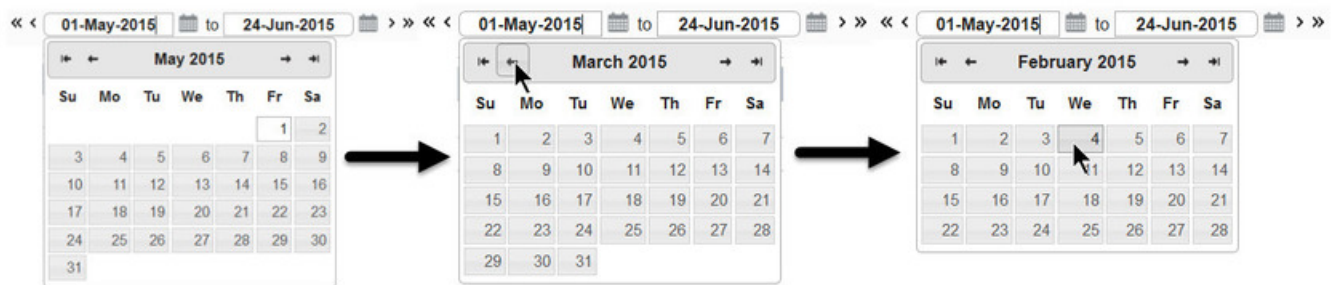 « < 01-May-2015 to 24-Jun-2015 > »
May 2015
Su Mo Tu We Th Fr Sa
1 2
3 4 5 6 7 8 9
10 11 12 13 14 15 16
17 18 19 20 21 22 23
24 25 26 27 28 29 30
31
« < 01-May-2015 to 24-Jun-2015 > »
March 2015
Su Mo Tu We Th Fr Sa
1 2 3 4 5 6 7
8 9 10 11 12 13 14
15 16 17 18 19 20 21
22 23 24 25 26 27 28
29 30 31
« < 01-May-2015 to 24-Jun-2015 > »
February 2015
Su Mo Tu We Th Fr Sa
1 2 3 4 5 6 7
8 9 10 11 12 13 14
15 16 17 18 19 20 21
22 23 24 25 26 27 28